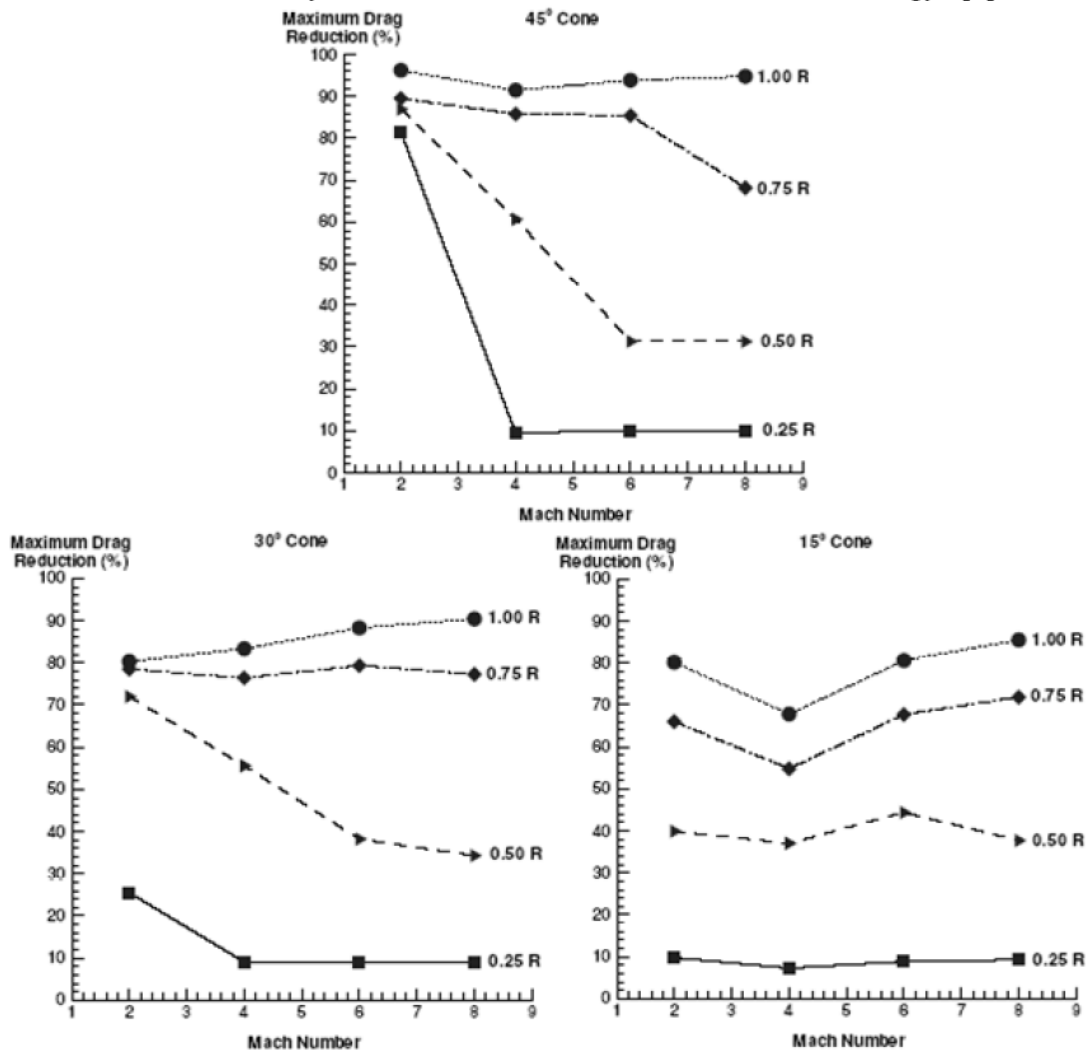 Maximum Drag
Reduction (%)
45⁰ Cone
100
90
80
70
60
50
40
30
20
10
0
1.00 R
0.75 R
0.50 R
0.25 R
1 2 3 4 5 6 7 8 9
Mach Number
Maximum Drag
Reduction (%)
30⁰ Cone
100
90
80
70
60
50
40
30
20
10
0
1.00 R
0.75 R
0.50 R
0.25 R
1 2 3 4 5 6 7 8 9
Mach Number
Maximum Drag
Reduction (%)
15⁰ Cone
100
90
80
70
60
50
40
30
20
10
0
1.00 R
0.75 R
0.50 R
0.25 R
1 2 3 4 5 6 7 8 9
Mach Number